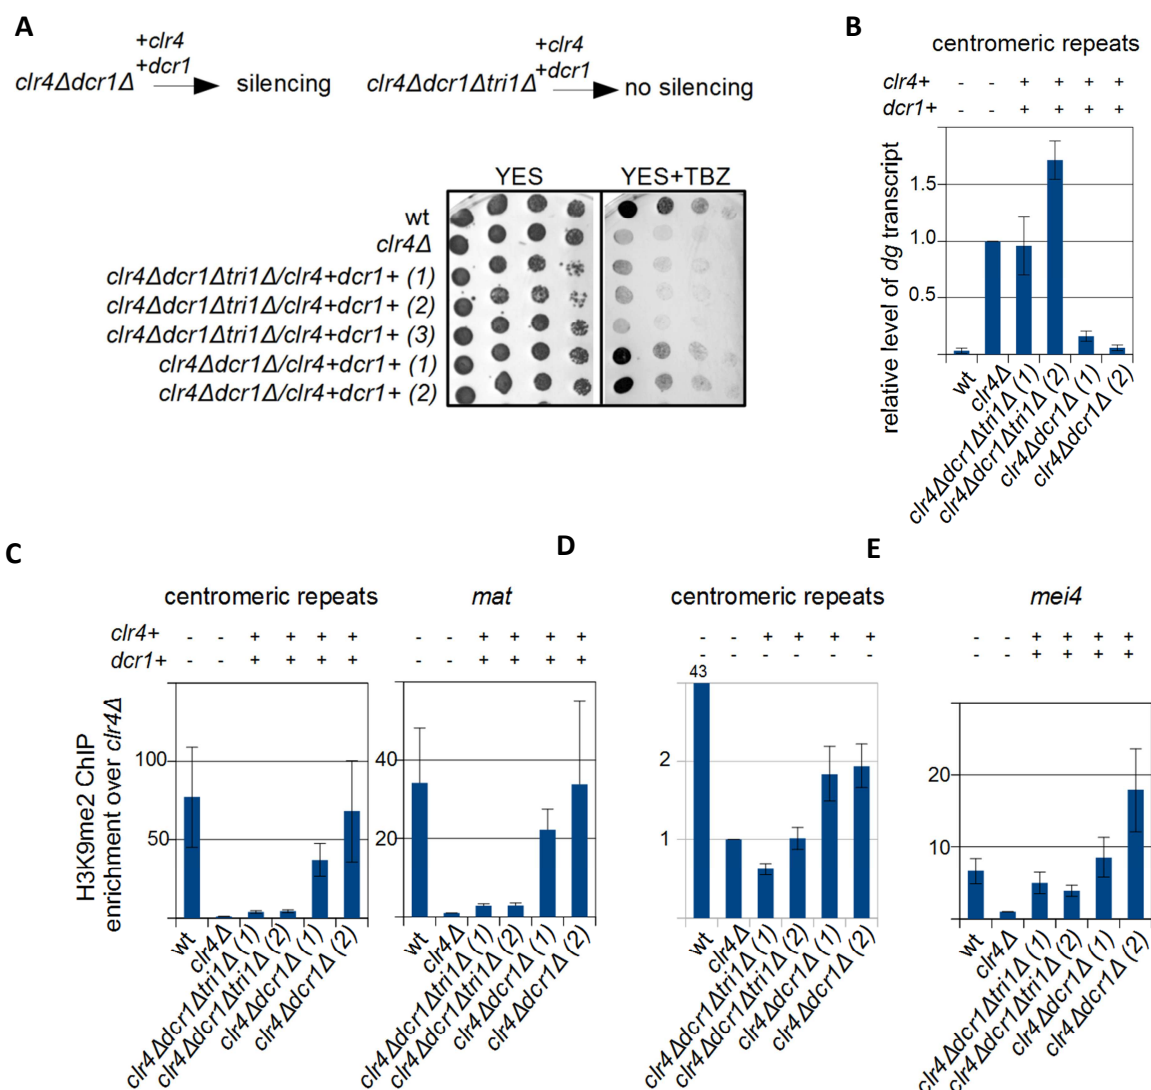 A
+clr4
+dcr1
clr4Δdcr1Δ
silencing
+clr4
+dcr1
clr4Δdcr1Δtri1Δ
no silencing
YES
YES+TBZ
wt
clr4Δ
clr4Δdcr1Δtri1Δ/clr4+dcr1+ (1)
clr4Δdcr1Δtri1Δ/clr4+dcr1+ (2)
clr4Δdcr1Δtri1Δ/clr4+dcr1+ (3)
clr4Δdcr1Δ/clr4+dcr1+ (1)
clr4Δdcr1Δ/clr4+dcr1+ (2)
B
centromeric repeats
clr4+ - - + + + +
dcr1+ - - + + + +
relative level of dg transcript
1.5
1.0
0.5
wt
clr4Δ
clr4Δdcr1Δtri1Δ (1)
clr4Δdcr1Δtri1Δ (2)
clr4Δdcr1Δ (1)
clr4Δdcr1Δ (2)
C
centromeric repeats
clr4+ - - + + + +
dcr1+ - - + + + +
H3K9me2 ChIP
enrichment over clr4Δ
100
50
wt
clr4Δ
clr4Δdcr1Δtri1Δ (1)
clr4Δdcr1Δtri1Δ (2)
clr4Δdcr1Δ (1)
clr4Δdcr1Δ (2)
mat
- - + + + +
- - + + + +
40
20
wt
clr4Δ
clr4Δdcr1Δtri1Δ (1)
clr4Δdcr1Δtri1Δ (2)
clr4Δdcr1Δ (1)
clr4Δdcr1Δ (2)
D
centromeric repeats
- - + + + +
- - - - - -
43
2
1
wt
clr4Δ
clr4Δdcr1Δtri1Δ (1)
clr4Δdcr1Δtri1Δ (2)
clr4Δdcr1Δ (1)
clr4Δdcr1Δ (2)
E
mei4
- - + + + +
- - + + + +
20
10
wt
clr4Δ
clr4Δdcr1Δtri1Δ (1)
clr4Δdcr1Δtri1Δ (2)
clr4Δdcr1Δ (1)
clr4Δdcr1Δ (2)